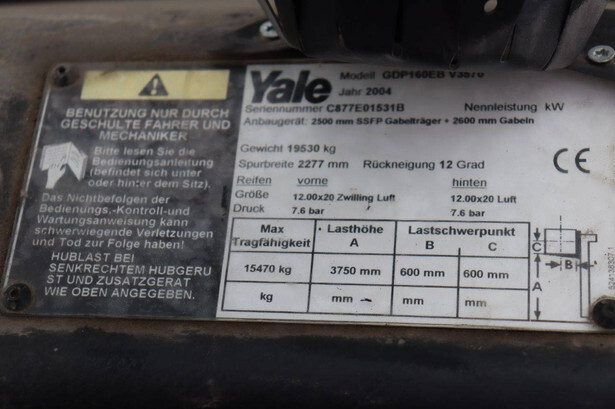 BENUTZUNG NUR DURCH
GESCHULTE FAHRER UND
MECHANIKER
Bitte lesen Sie die
Bedienungsanleitung
(befindet sich unter
oder hinter dem Sitz).
Das Nichtbefolgen der
Bedienungs,-Kontroll-und
Wartungsanweisung kann
schwerwiegende Verletzungen
und Tod zur Folge haben!
HUBLAST BEI
SENKRECHTEM HUBGERU
ST UND ZUSATZGERAT
WIE OBEN ANGEGEBEN.
Yale Modell GDP160EB
Jahr 2004
Seriennummer C877E01531B Nennleistung kW
Anbaugerät: 2500 mm SSFP Gabelträger + 2600 mm Gabeln
Gewicht 19530 kg
Spurbreite 2277 mm Rückneigung 12 Grad
CE
Reifen vorne hinten
Größe 12.00x20 Zwilling Luft 12.00x20 Luft
Druck 7.6 bar 7.6 bar
Max Tragfähigkeit Lasthöhe A Lastschwerpunkt B C
15470 kg 3750 mm 600 mm 600 mm
kg mm mm mm
C
B
A